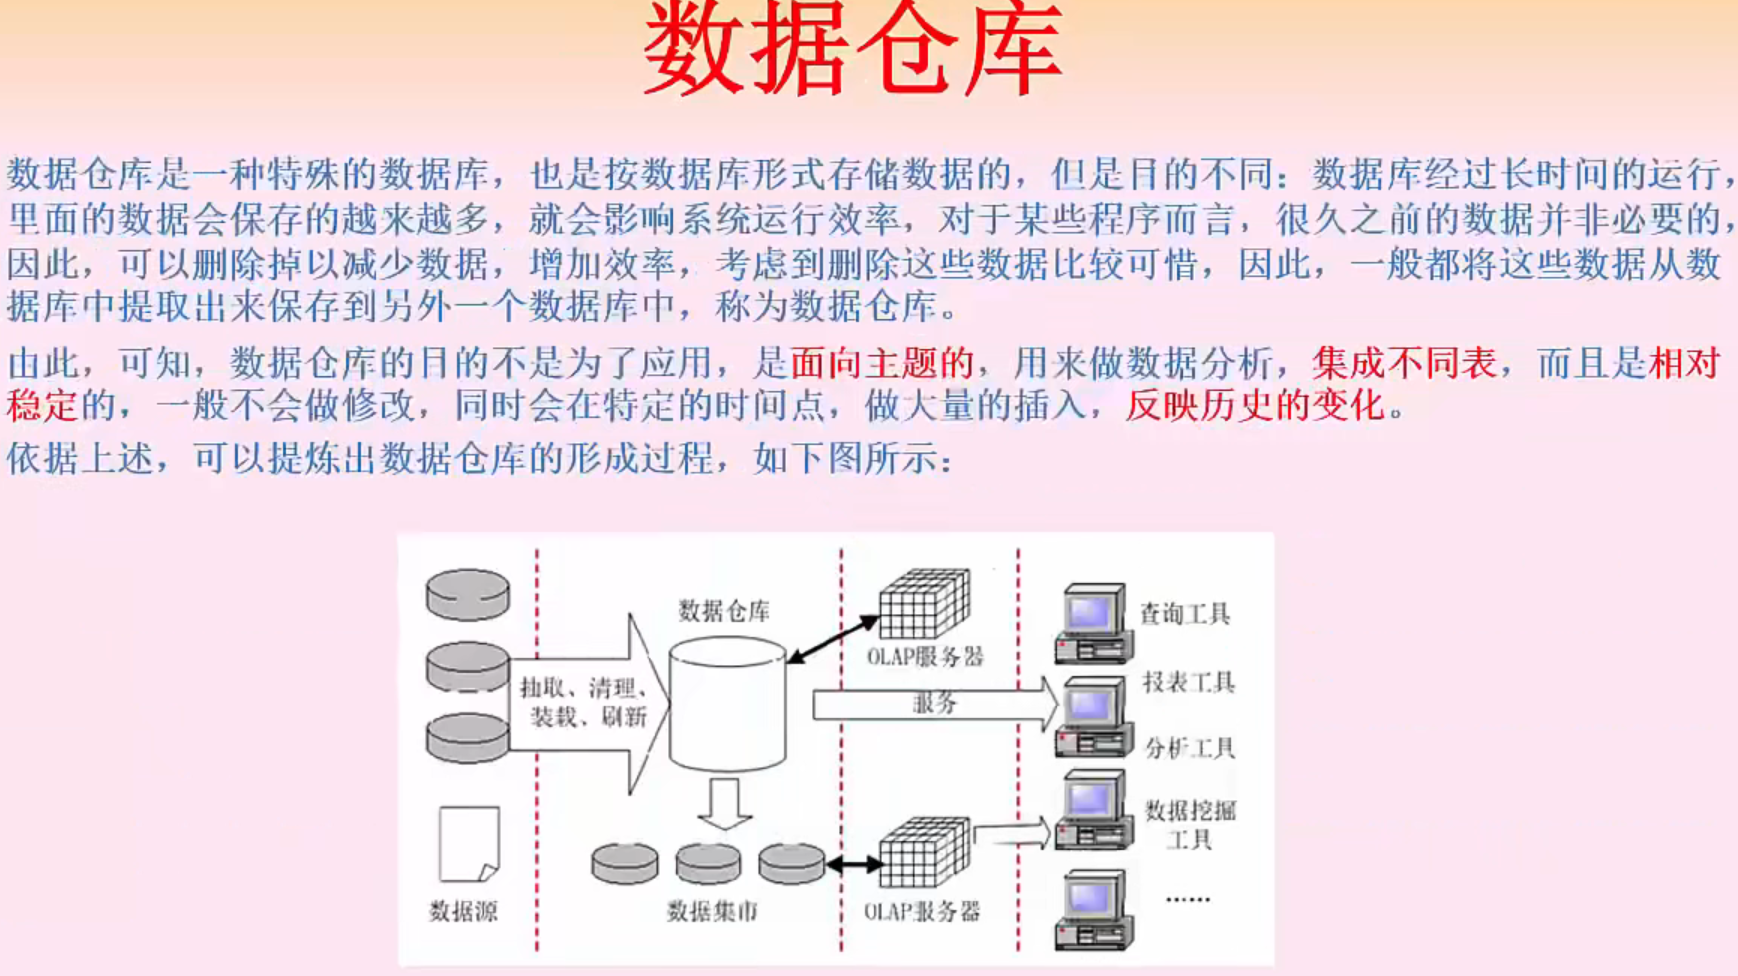 数据仓库
数据仓库是一种特殊的数据库，也是按数据库形式存储数据的，但是目的不同：数据库经过长时间的运行，
里面的数据会保存的越来越多，就会影响系统运行效率，对于某些程序而言，很久之前的数据并非必要的，
因此，可以删除掉以减少数据，增加效率，考虑到删除这些数据比较可惜，因此，一般都将这些数据从数
据库中提取出来保存到另外一个数据库中，称为数据仓库。
由此，可知，数据仓库的目的不是为了应用，是面向主题的，用来做数据分析，集成不同表，而且是相对
稳定的，一般不会做修改，同时会在特定的时间点，做大量的插入，反映历史的变化。
依据上述，可以提炼出数据仓库的形成过程，如下图所示：
数据仓库
查询工具
OLAP服务器
抽取、清理、
装载、刷新
服务
报表工具
分析工具
数据挖掘
工具
……
数据源
数据集市
OLAP服务器